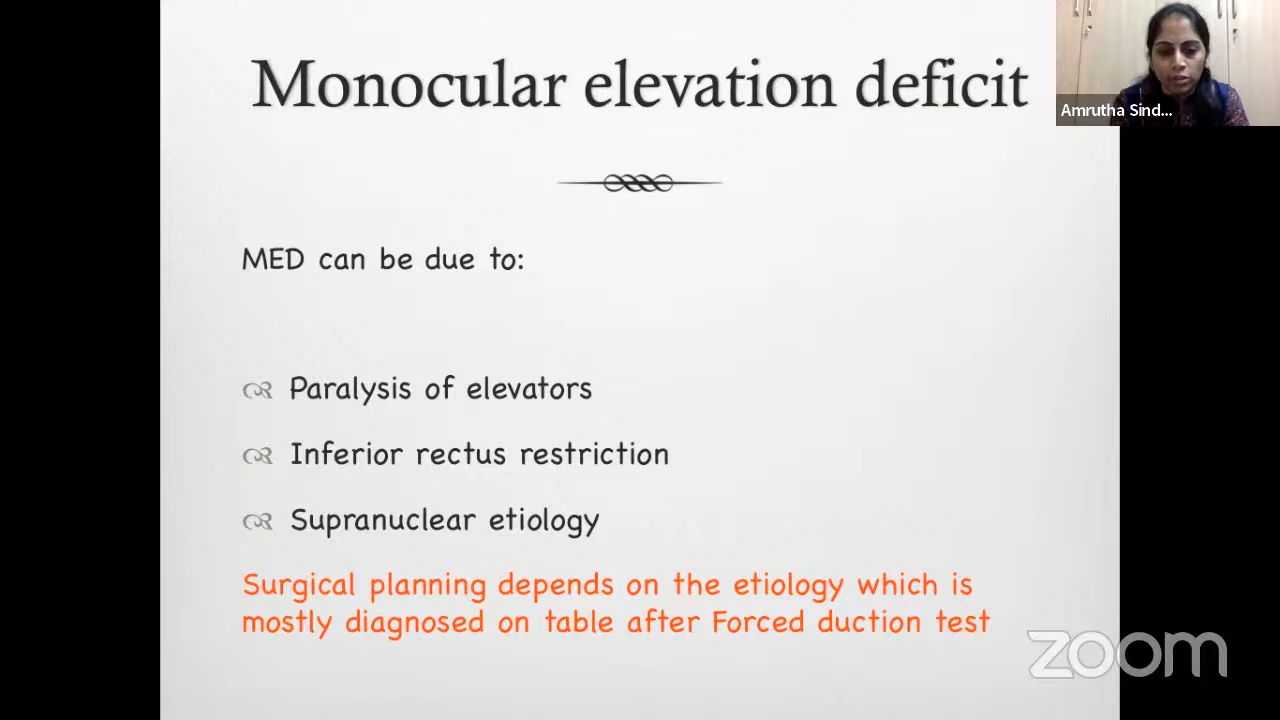 Monocular elevation deficit
Amrutha Sind...
MED can be due to:
Paralysis of elevators
Inferior rectus restriction
Supranuclear etiology
Surgical planning depends on the etiology which is
mostly diagnosed on table after Forced duction test
zoom